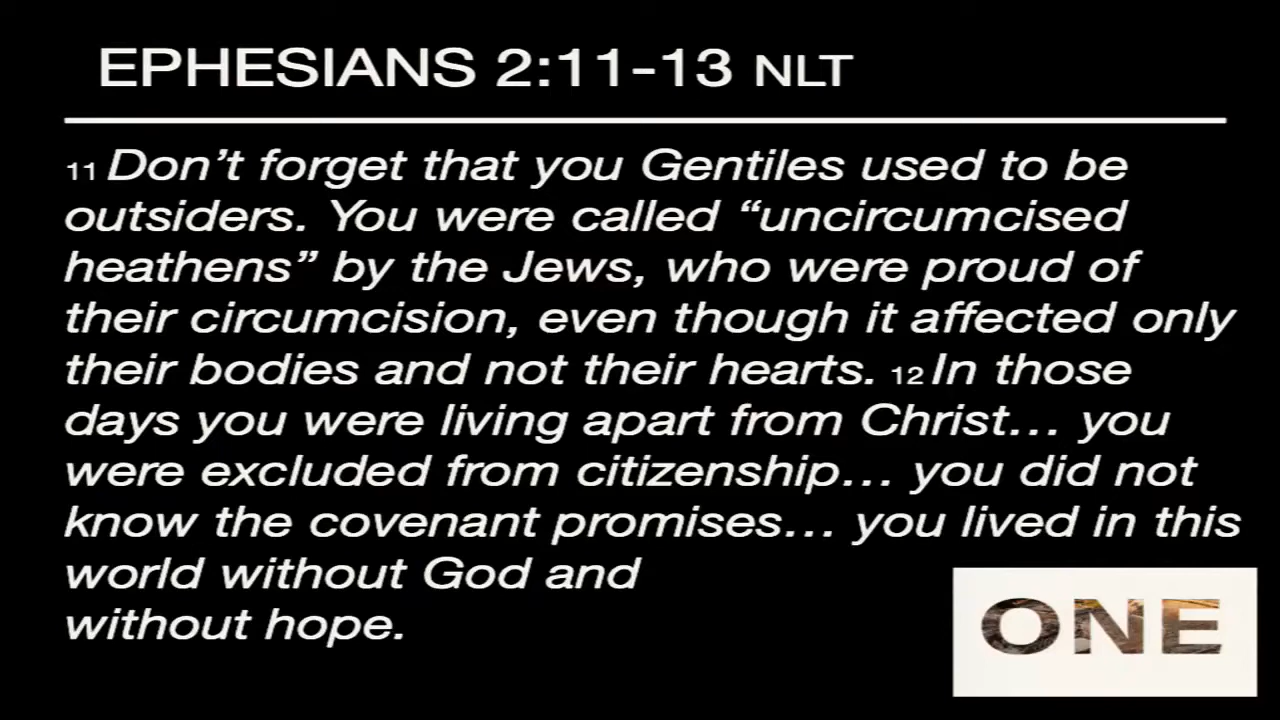 EPHESIANS 2:11-13 NLT
11 Don’t forget that you Gentiles used to be
outsiders. You were called “uncircumcised
heathens” by the Jews, who were proud of
their circumcision, even though it affected only
their bodies and not their hearts. 12 In those
days you were living apart from Christ… you
were excluded from citizenship… you did not
know the covenant promises… you lived in this
world without God and
without hope.
ONE